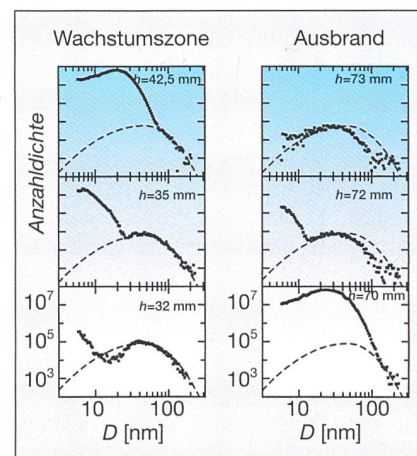 Wachstumszone
Ausbrand
Anzahldichte
h=42,5 mm
h=73 mm
h=35 mm
h=72 mm
10⁷
10⁵
10³
h=32 mm
h=70 mm
10⁷
10⁵
10³
10 100
10 100
D [nm]
D [nm]